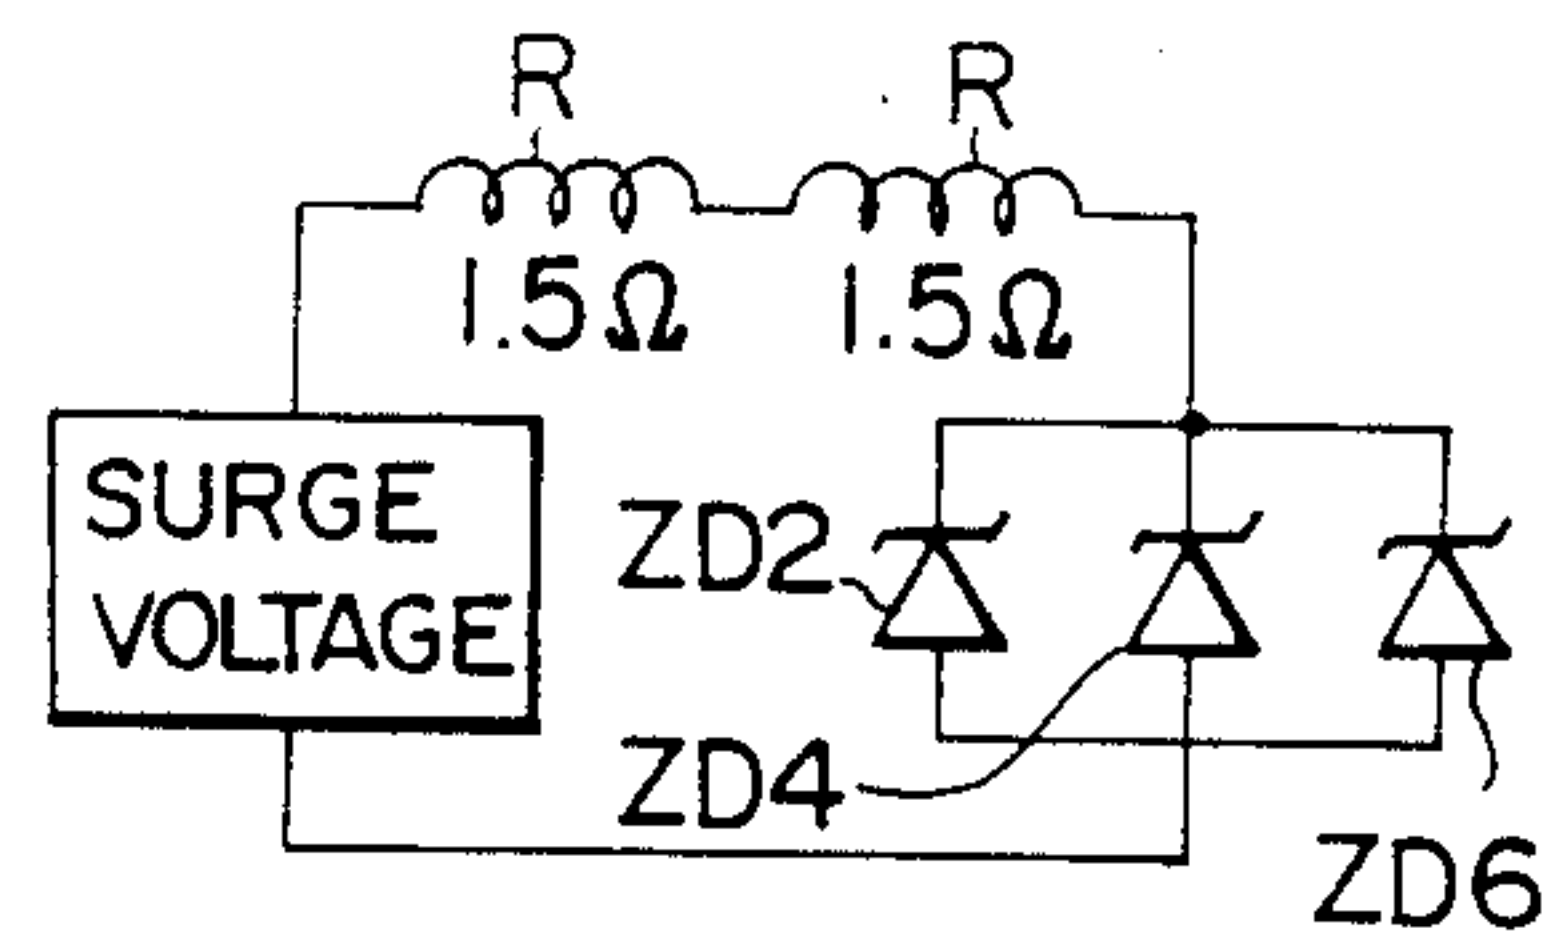 R
R
1.5Ω
1.5Ω
SURGE
VOLTAGE
ZD2
ZD4
ZD6